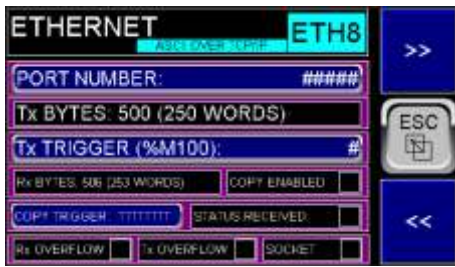 ETHERNET ETH8
ASCII OVER TCP/IP
>>
PORT NUMBER: #####
Tx BYTES: 500 (250 WORDS)
ESC
Tx TRIGGER (%M100): #
Rx BYTES: 506 (253 WORDS) COPY ENABLED
COPY TRIGGER: TTTTTTTT STATUS RECEIVED:
<<
Rx OVERFLOW Tx OVERFLOW SOCKET